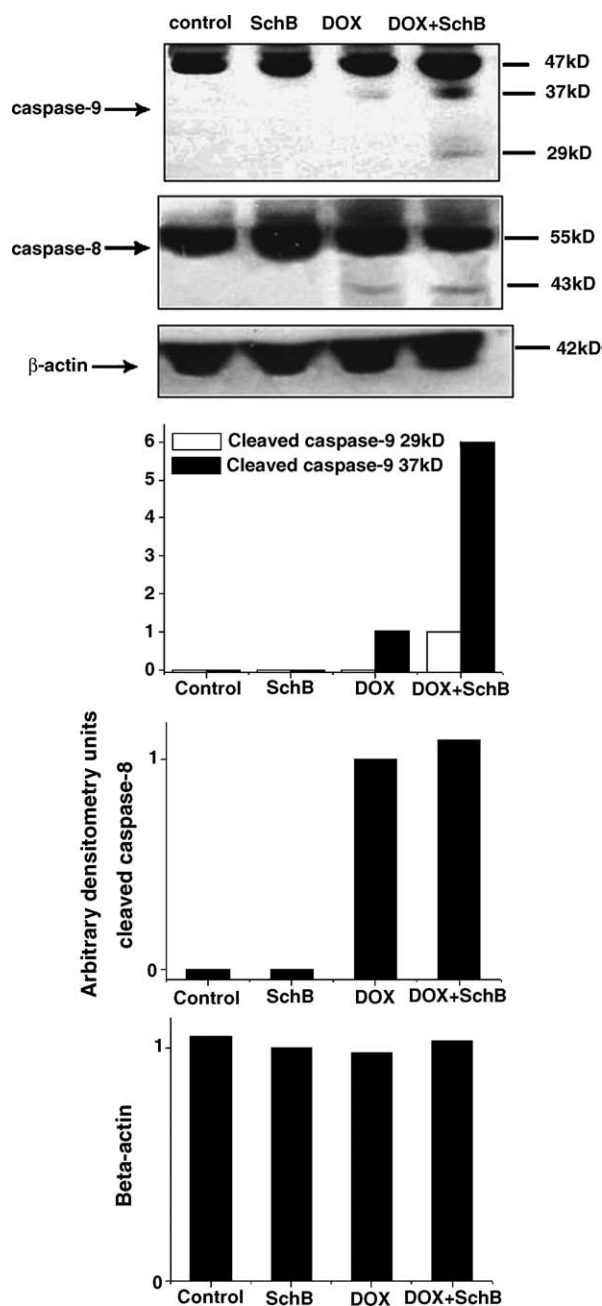 control SchB DOX DOX+SchB
47kD
37kD
caspase-9
29kD
caspase-8
55kD
43kD
42kD
β-actin
6
Cleaved caspase-9 29kD
Cleaved caspase-9 37kD
5
4
3
2
1
0
Control SchB DOX DOX+SchB
Arbitrary densitometry units
cleaved caspase-8
1
0
Control SchB DOX DOX+SchB
Beta-actin
1
0
Control SchB DOX DOX+SchB